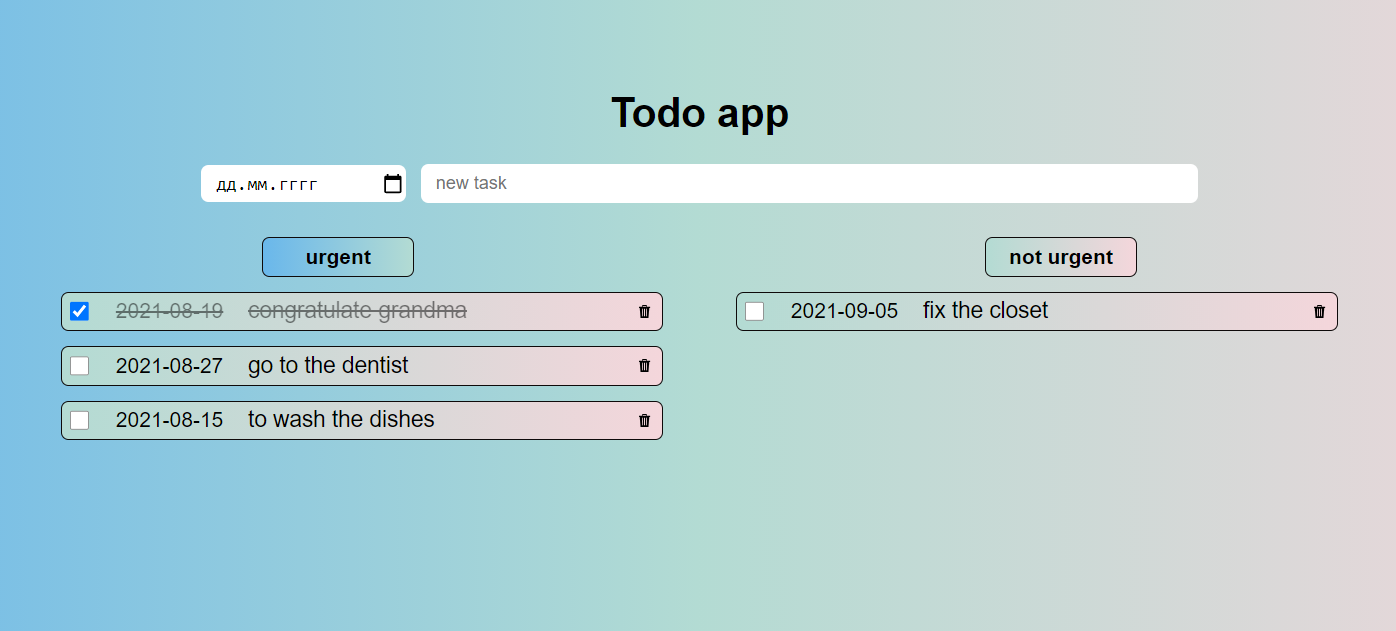 Todo app
дд.мм.гггг new task
urgent
2021-08-19 congratulate grandma
2021-08-27 go to the dentist
2021-08-15 to wash the dishes
not urgent
2021-09-05 fix the closet